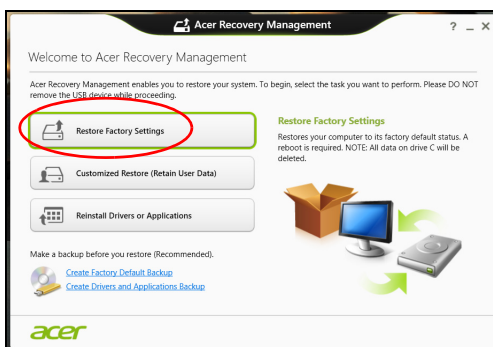 Acer Recovery Management
? _ ×
Welcome to Acer Recovery Management
Acer Recovery Management enables you to restore your system. To begin, select the task you want to perform. Please DO NOT
remove the USB device while proceeding.
Restore Factory Settings
Customized Restore (Retain User Data)
Reinstall Drivers or Applications
Make a backup before you restore (Recommended).
Create Factory Default Backup
Create Drivers and Applications Backup
Restore Factory Settings
Restores your computer to its factory default status. A
reboot is required. NOTE: All data on drive C will be
deleted.
acer